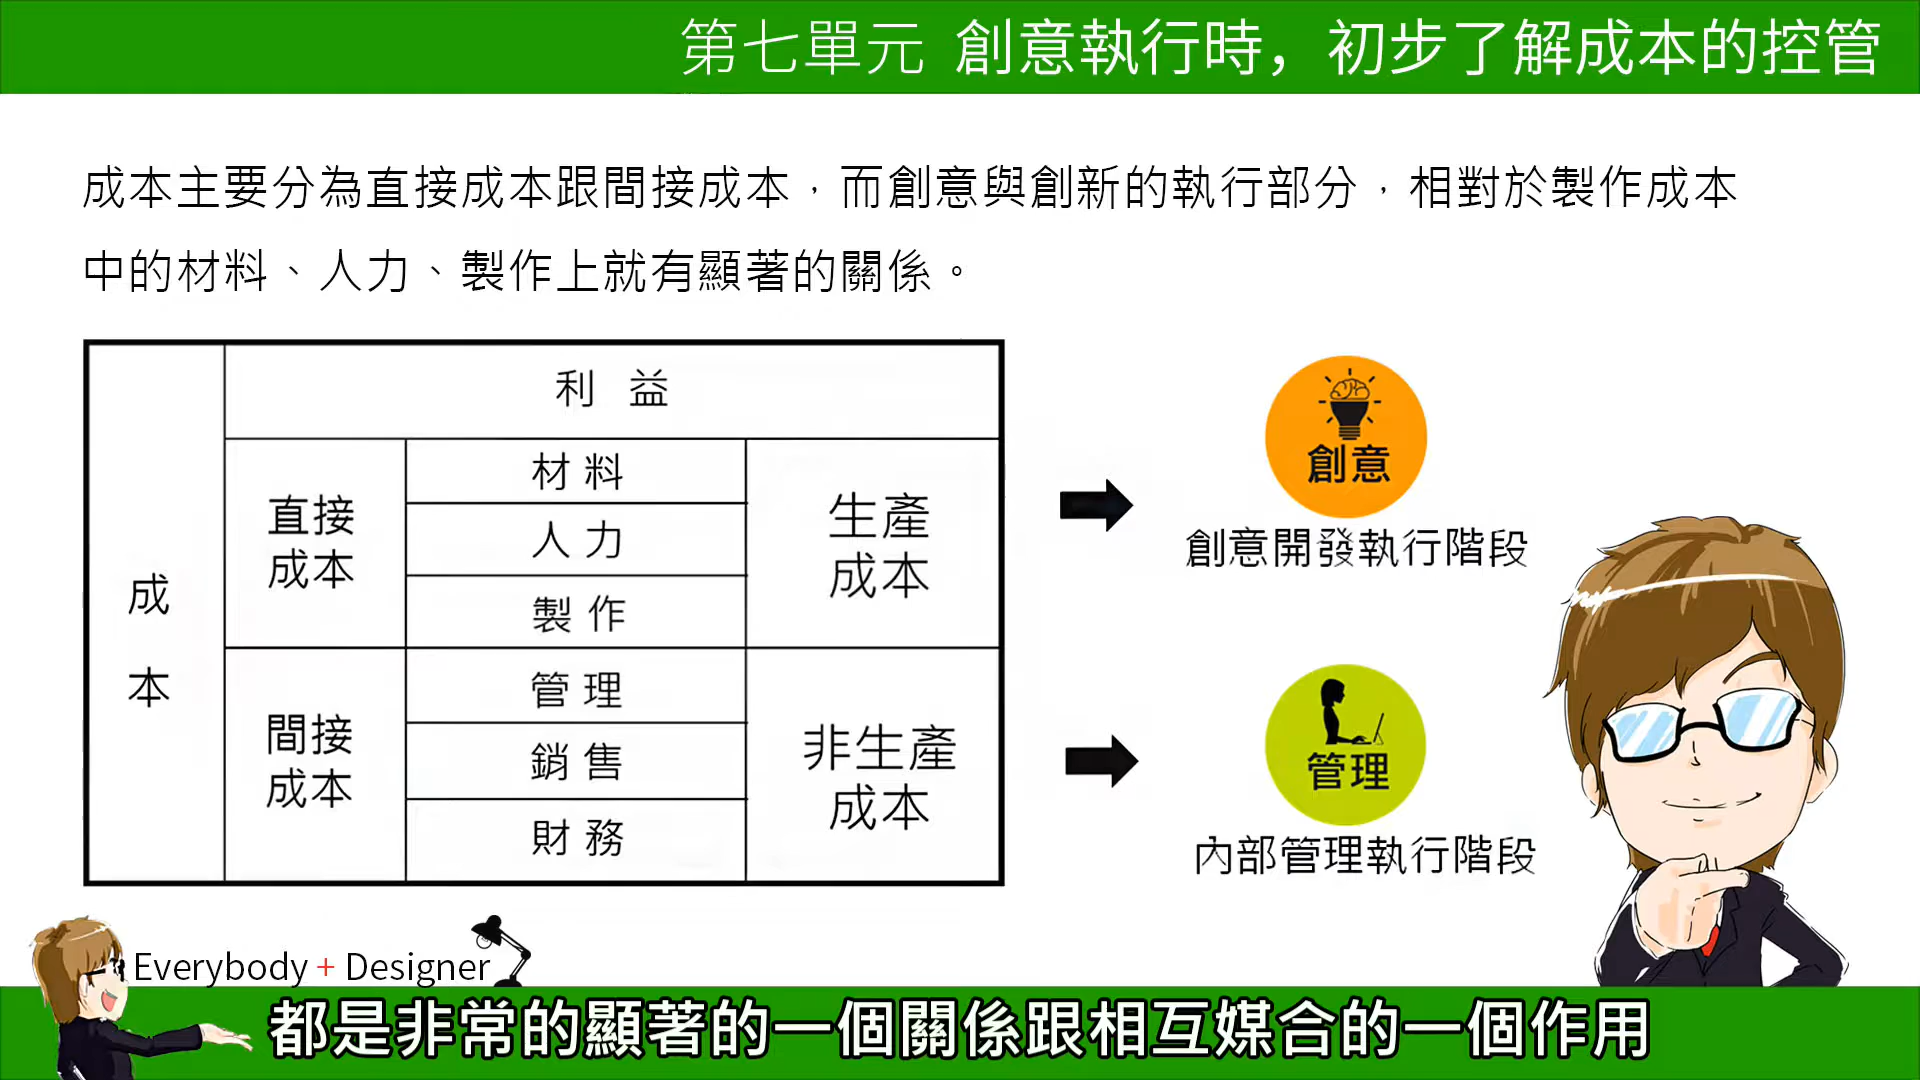 第七單元 創意執行時，初步了解成本的控管
成本主要分為直接成本跟間接成本，而創意與創新的執行部分，相對於製作成本
中的材料、人力、製作上就有顯著的關係。
成
本
利 益
直接
成本
材 料
人 力
製 作
生產
成本
間接
成本
管 理
銷 售
財 務
非生產
成本
創意
創意開發執行階段
管理
內部管理執行階段
Everybody + Designer
都是非常的顯著的一個關係跟相互媒合的一個作用